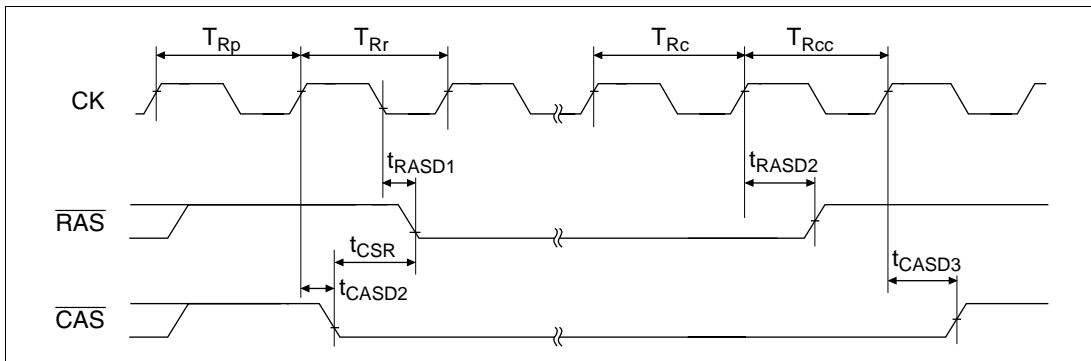 TRp TRr TRc TRcc
CK
tRASD1 tRASD2
RAS
tCSR tCASD3
tCASD2
CAS